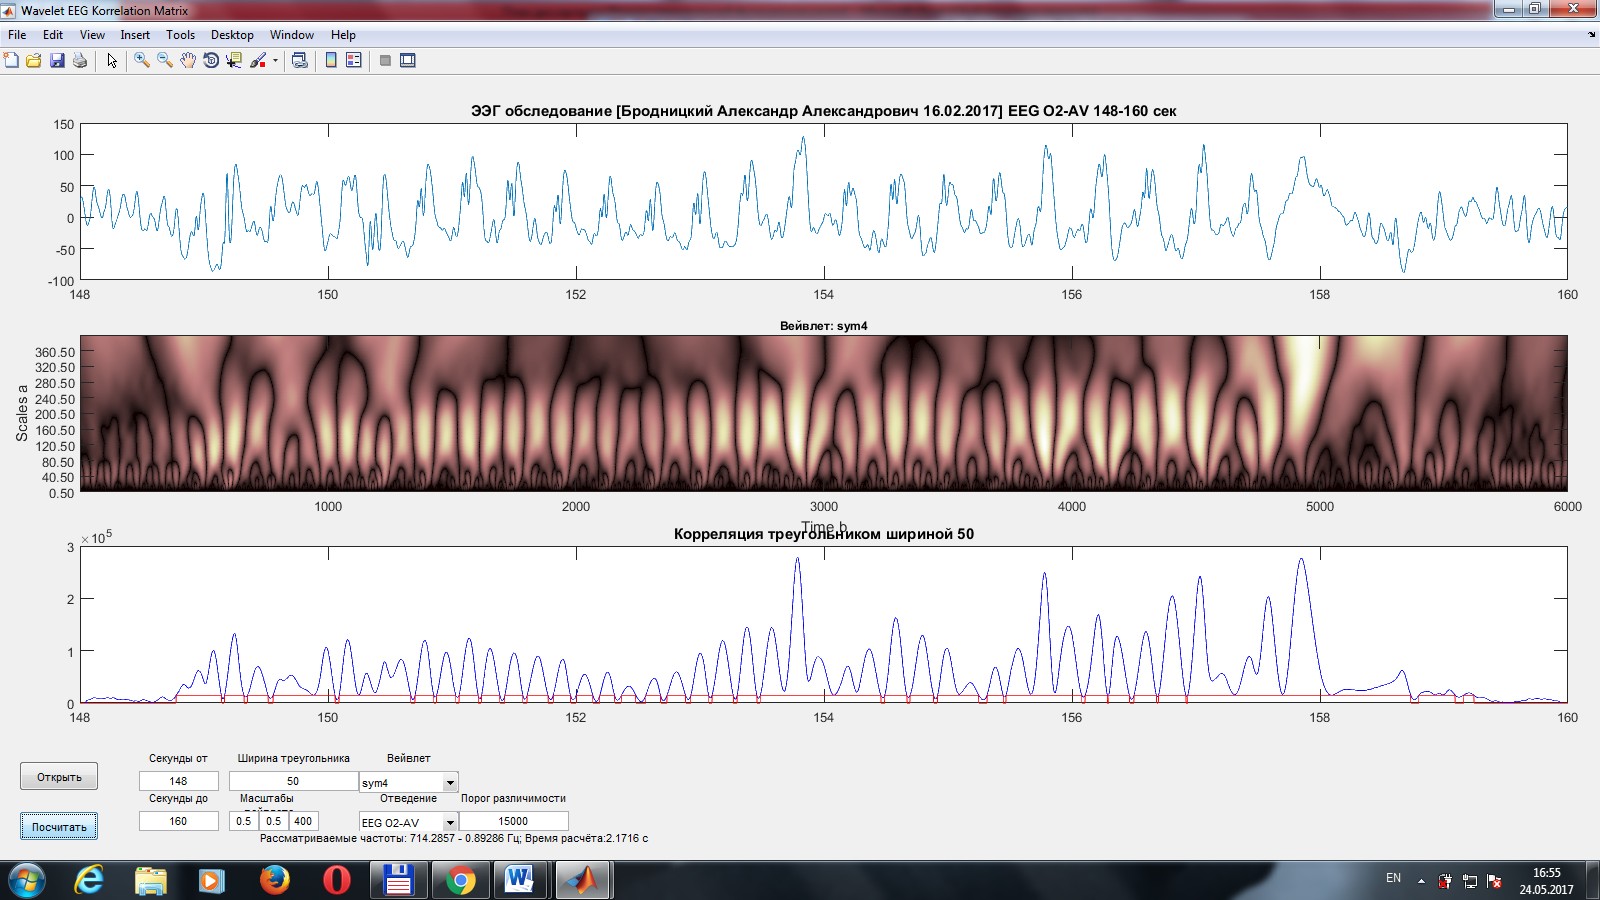 Wavelet EEG Korrelation Matrix
File Edit View Insert Tools Desktop Window Help
ЭЭГ обследование [Бродницкий Александр Александрович 16.02.2017] EEG O2-AV 148-160 сек
150
100
50
0
-50
-100
148 150 152 154 156 158 160
Вейвлет: sym4
Scales a
360.50
320.50
280.50
240.50
200.50
160.50
120.50
80.50
40.50
0.50
1000 2000 3000 4000 5000 6000
Time b
Корреляция треугольником шириной 50
×10^5
3
2
1
0
148 150 152 154 156 158 160
Секунды от Ширина треугольника Вейвлет
Открыть 148 50 sym4
Секунды до Масштабы Отведение Порог различимости
Посчитать 160 0.5 0.5 400 EEG O2-AV 15000
Рассматриваемые частоты: 714.2857 - 0.89286 Гц; Время расчёта:2.1716 с
EN 16:55
24.05.2017